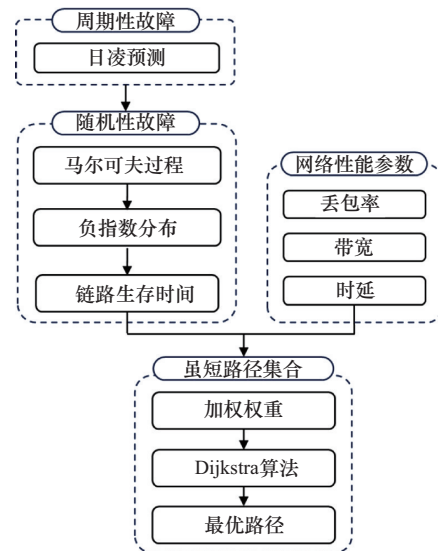 周期性故障
日凌预测
随机性故障
马尔可夫过程
负指数分布
链路生存时间
网络性能参数
丢包率
带宽
时延
虽短路径集合
加权权重
Dijkstra算法
最优路径